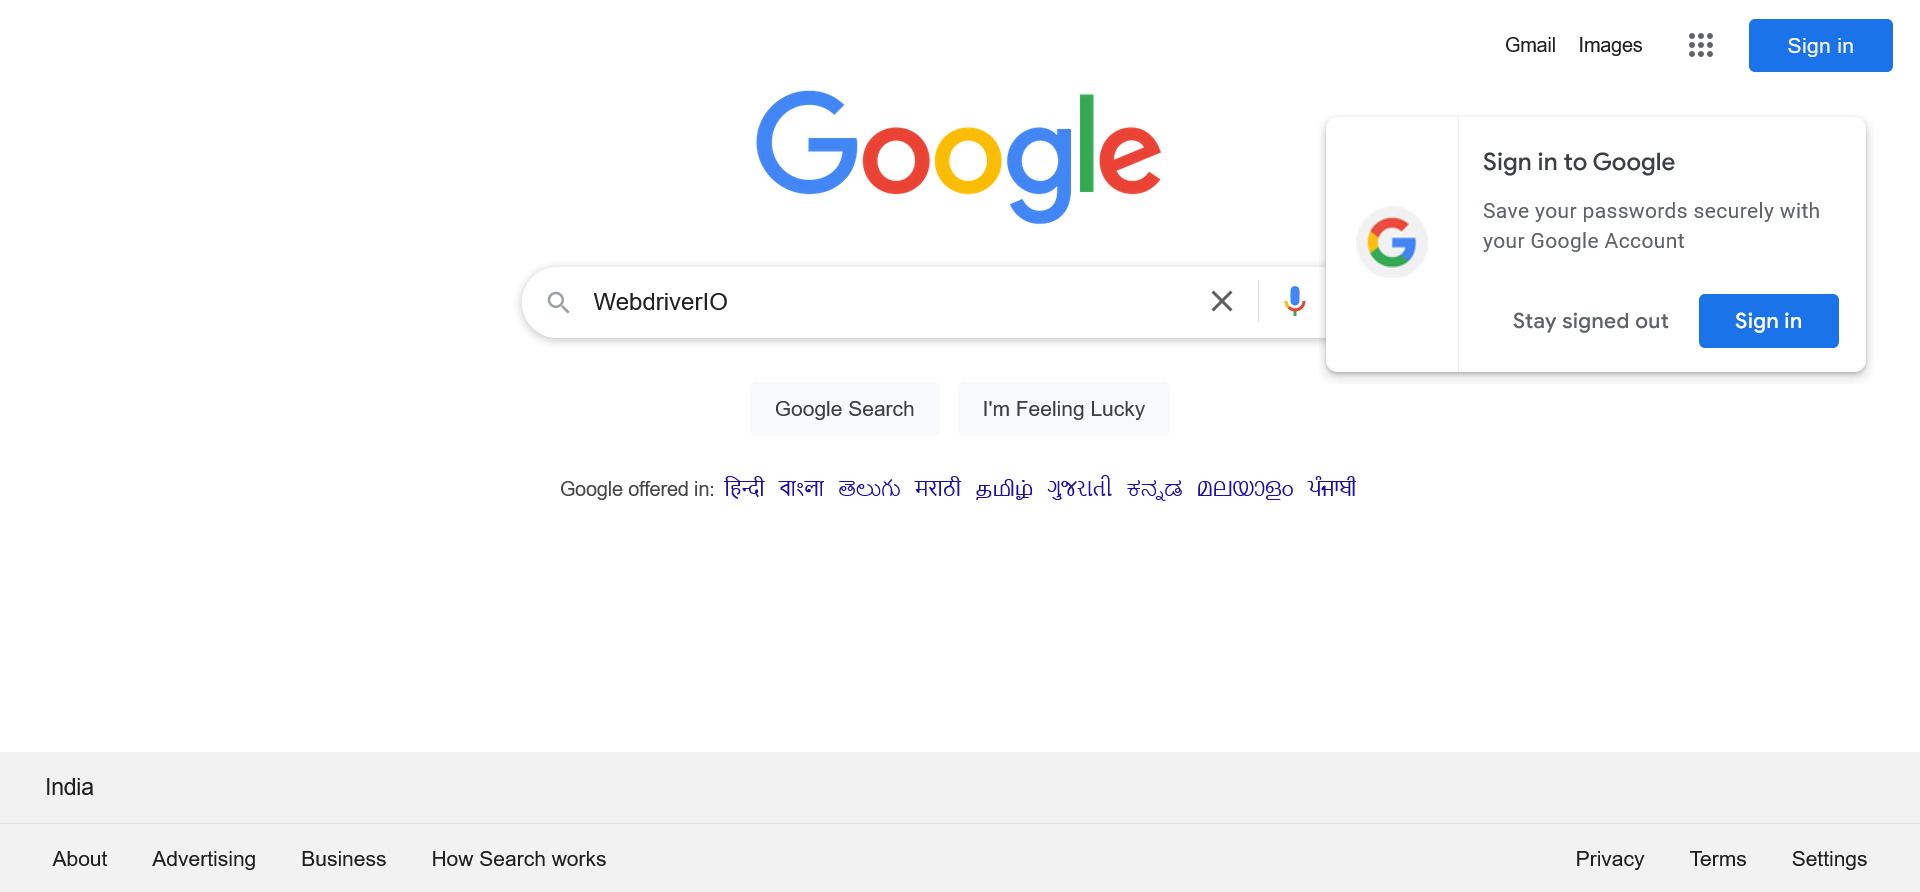 Gmail Images Sign in
Google
Sign in to Google
Save your passwords securely with
your Google Account
Stay signed out Sign in
WebdriverIO
Google Search I'm Feeling Lucky
Google offered in: हिन्दी বাংলা తెలుగు मराठी தமிழ் ગુજરાતી ಕನ್ನಡ മലയാളം ਪੰਜਾਬੀ
India
About Advertising Business How Search works Privacy Terms Settings